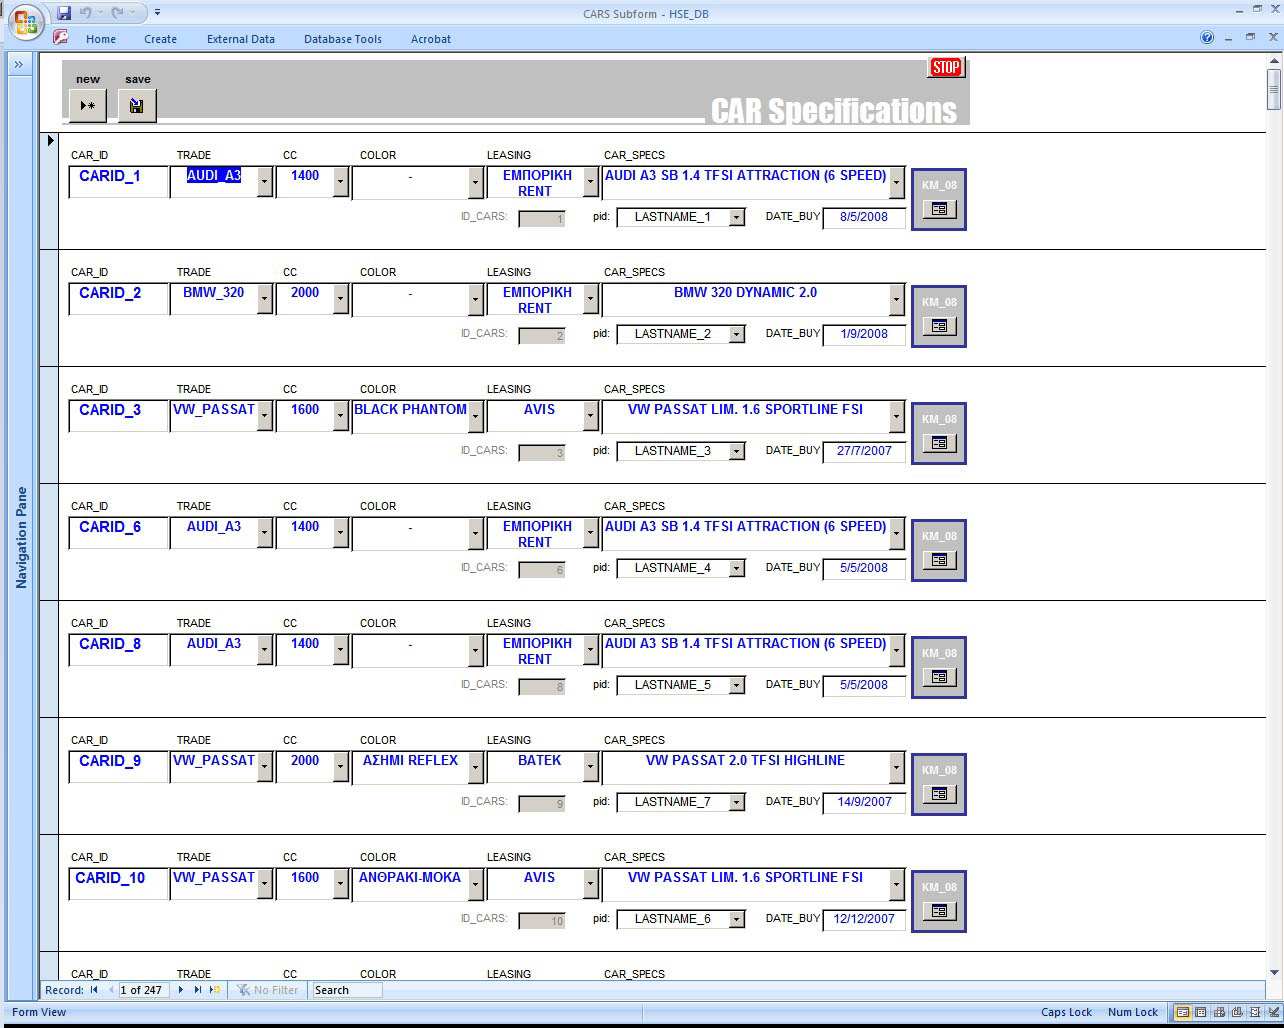 CARS Subform - HSE_DB
Home Create External Data Database Tools Acrobat
»
Navigation Pane
new save STOP
CAR Specifications
CAR_ID TRADE CC COLOR LEASING CAR_SPECS
CARID_1 AUDI_A3 1400 - ΕΜΠΟΡΙΚΗ RENT AUDI A3 SB 1.4 TFSI ATTRACTION (6 SPEED) KM_08
ID_CARS: 1 pid: LASTNAME_1 DATE_BUY 8/5/2008
CAR_ID TRADE CC COLOR LEASING CAR_SPECS
CARID_2 BMW_320 2000 - ΕΜΠΟΡΙΚΗ RENT BMW 320 DYNAMIC 2.0 KM_08
ID_CARS: 2 pid: LASTNAME_2 DATE_BUY 1/9/2008
CAR_ID TRADE CC COLOR LEASING CAR_SPECS
CARID_3 VW_PASSAT 1600 BLACK PHANTOM AVIS VW PASSAT LIM. 1.6 SPORTLINE FSI KM_08
ID_CARS: 3 pid: LASTNAME_3 DATE_BUY 27/7/2007
CAR_ID TRADE CC COLOR LEASING CAR_SPECS
CARID_6 AUDI_A3 1400 - ΕΜΠΟΡΙΚΗ RENT AUDI A3 SB 1.4 TFSI ATTRACTION (6 SPEED) KM_08
ID_CARS: 6 pid: LASTNAME_4 DATE_BUY 5/5/2008
CAR_ID TRADE CC COLOR LEASING CAR_SPECS
CARID_8 AUDI_A3 1400 - ΕΜΠΟΡΙΚΗ RENT AUDI A3 SB 1.4 TFSI ATTRACTION (6 SPEED) KM_08
ID_CARS: 8 pid: LASTNAME_5 DATE_BUY 5/5/2008
CAR_ID TRADE CC COLOR LEASING CAR_SPECS
CARID_9 VW_PASSAT 2000 ΑΣΗΜΙ REFLEX ΒΑΤΕΚ VW PASSAT 2.0 TFSI HIGHLINE KM_08
ID_CARS: 9 pid: LASTNAME_7 DATE_BUY 14/9/2007
CAR_ID TRADE CC COLOR LEASING CAR_SPECS
CARID_10 VW_PASSAT 1600 ΑΝΘΡΑΚΙ-ΜΟΚΑ AVIS VW PASSAT LIM. 1.6 SPORTLINE FSI KM_08
ID_CARS: 10 pid: LASTNAME_6 DATE_BUY 12/12/2007
CAR_ID TRADE CC COLOR LEASING CAR_SPECS
Record: 1 of 247 No Filter Search
Form View Caps Lock Num Lock